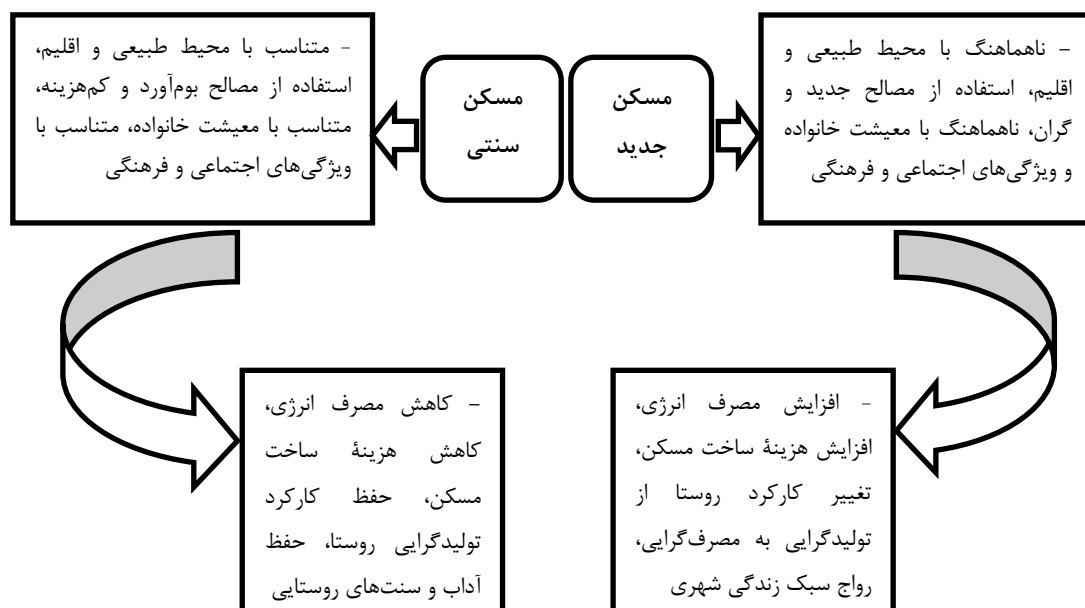 – ناهماهنگ با محیط طبیعی و
اقلیم، استفاده از مصالح جدید و
گران، ناهماهنگ با معیشت خانواده
و ویژگی‌های اجتماعی و فرهنگی
مسکن
جدید
مسکن
سنتی
– متناسب با محیط طبیعی و اقلیم،
استفاده از مصالح بوم‌آورد و کم‌هزینه،
متناسب با معیشت خانواده، متناسب با
ویژگی‌های اجتماعی و فرهنگی
– افزایش مصرف انرژی،
افزایش هزینۀ ساخت مسکن،
تغییر کارکرد روستا از
تولیدگرایی به مصرف‌گرایی،
رواج سبک زندگی شهری
– کاهش مصرف انرژی،
کاهش هزینۀ ساخت
مسکن، حفظ کارکرد
تولیدگرایی روستا، حفظ
آداب و سنت‌های روستایی